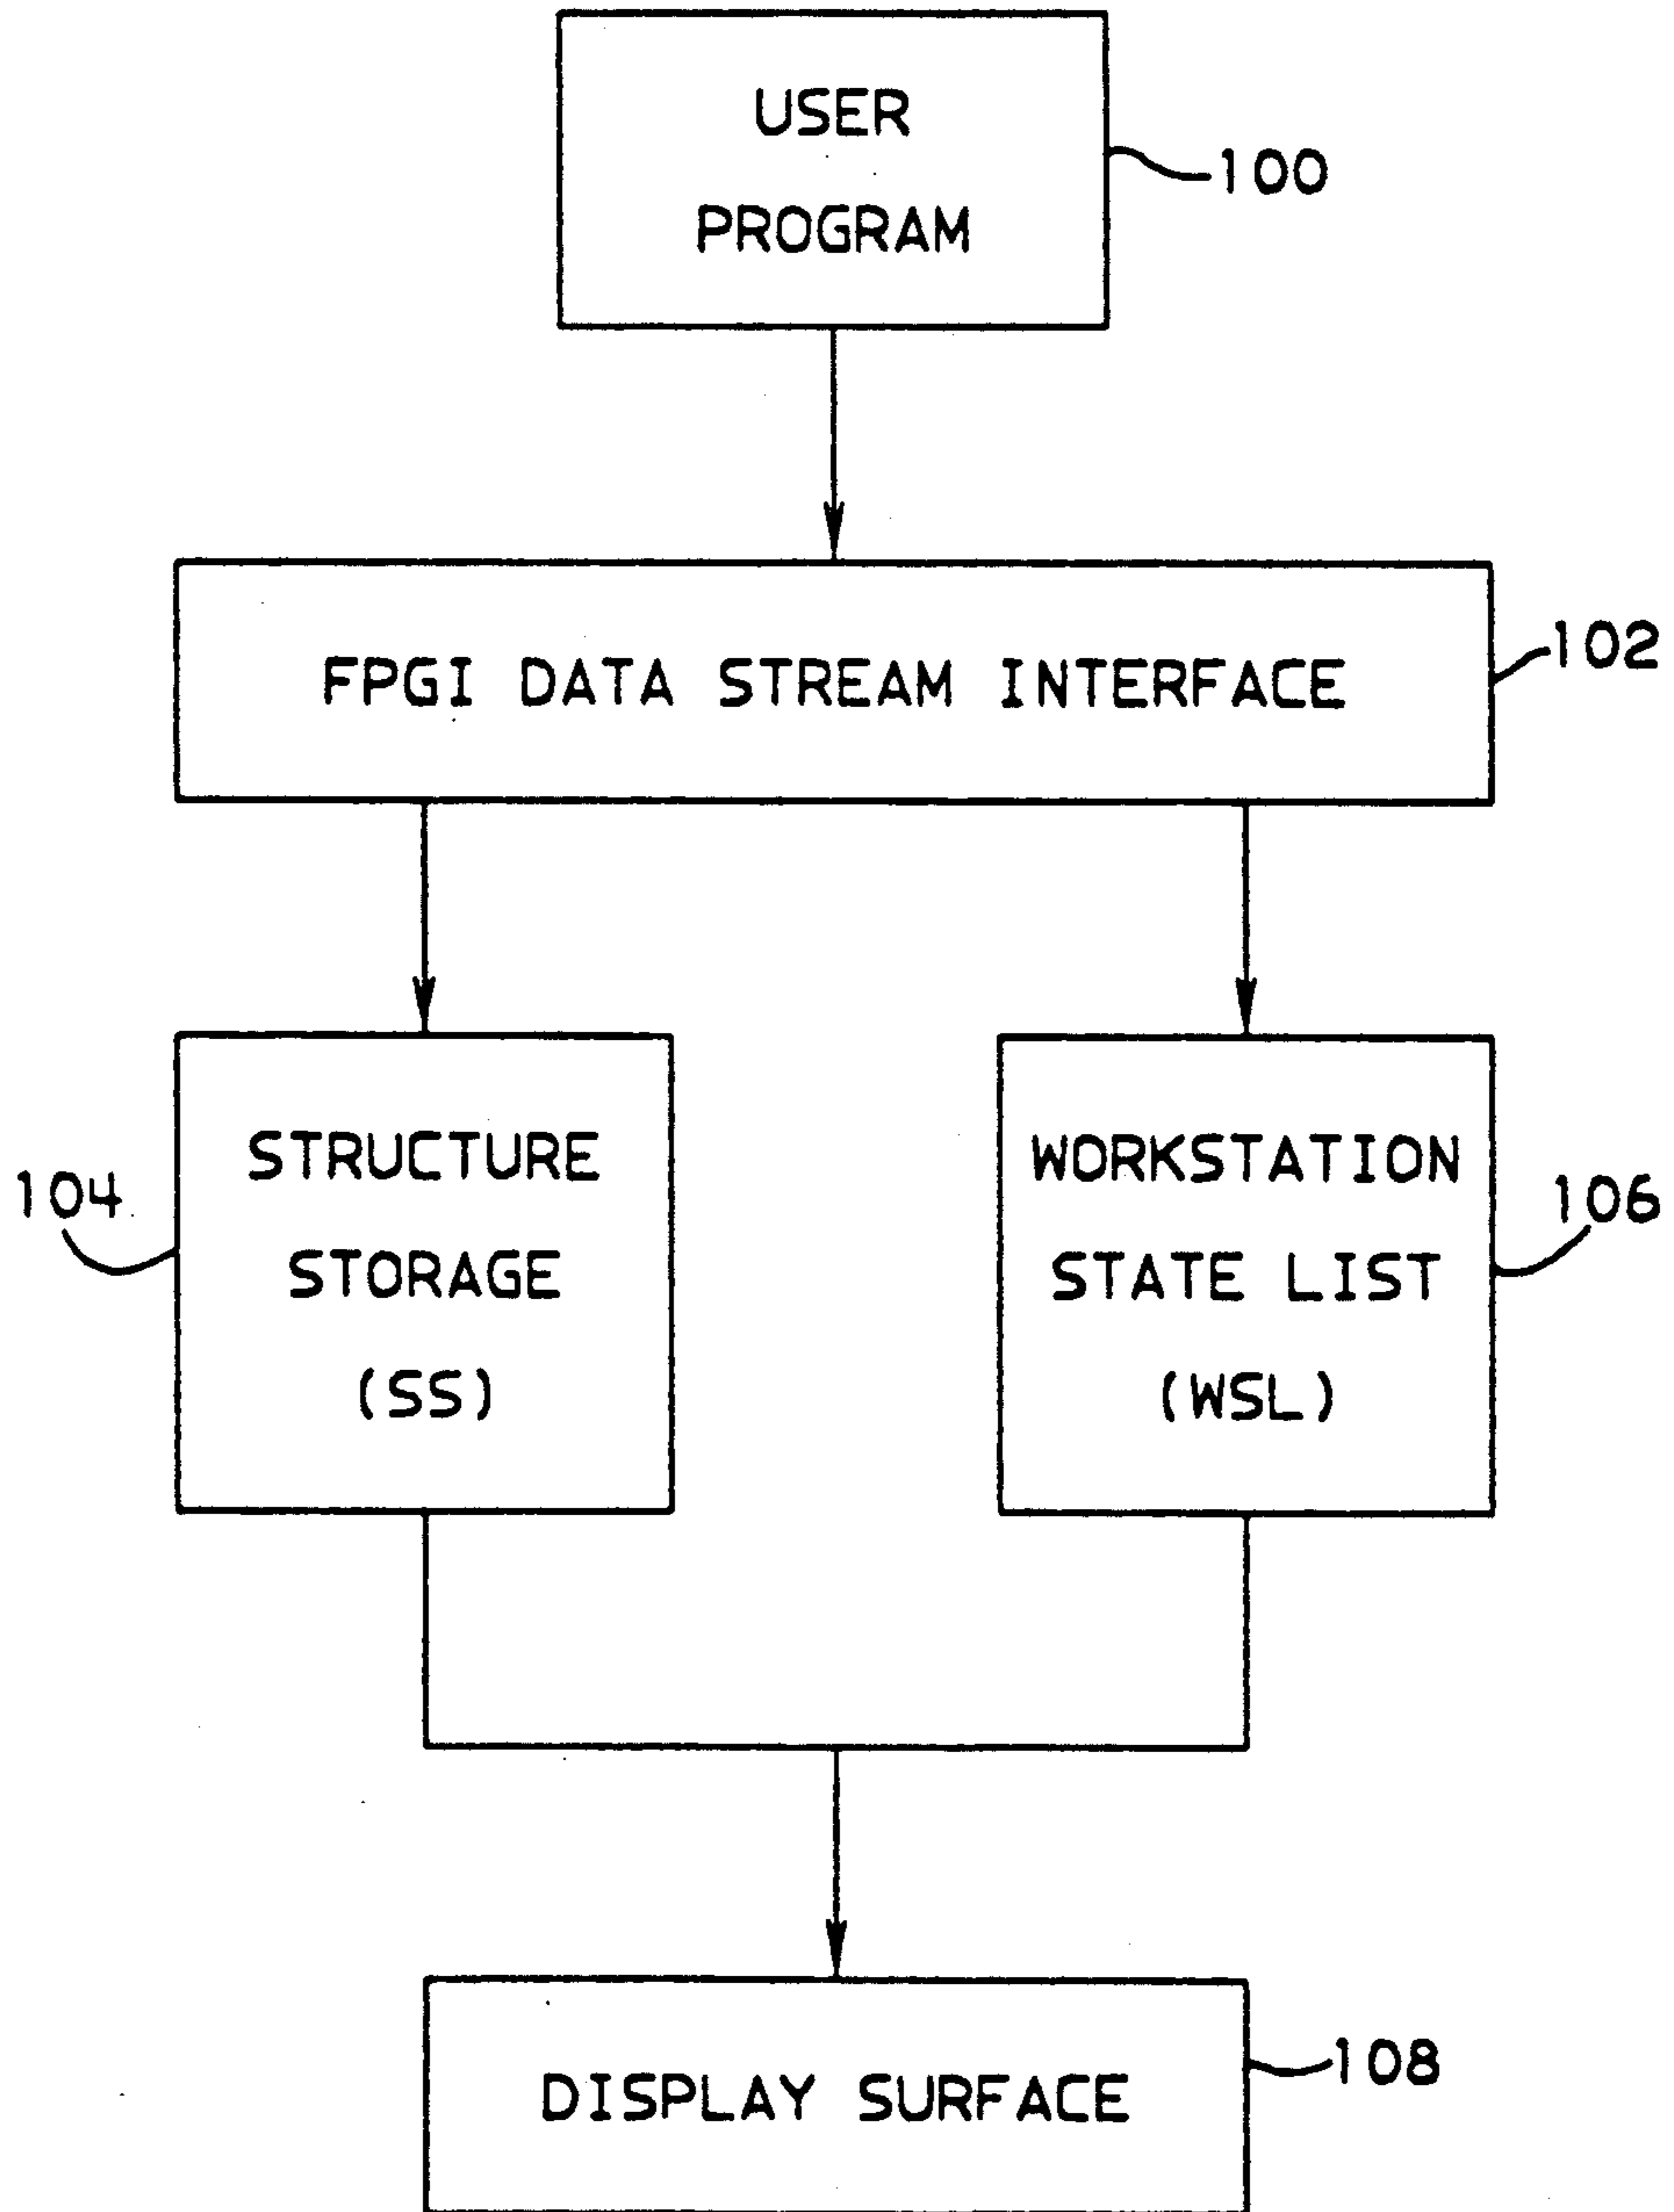 USER
PROGRAM
100
FPGI DATA STREAM INTERFACE
102
STRUCTURE
STORAGE
(SS)
104
WORKSTATION
STATE LIST
(WSL)
106
DISPLAY SURFACE
108